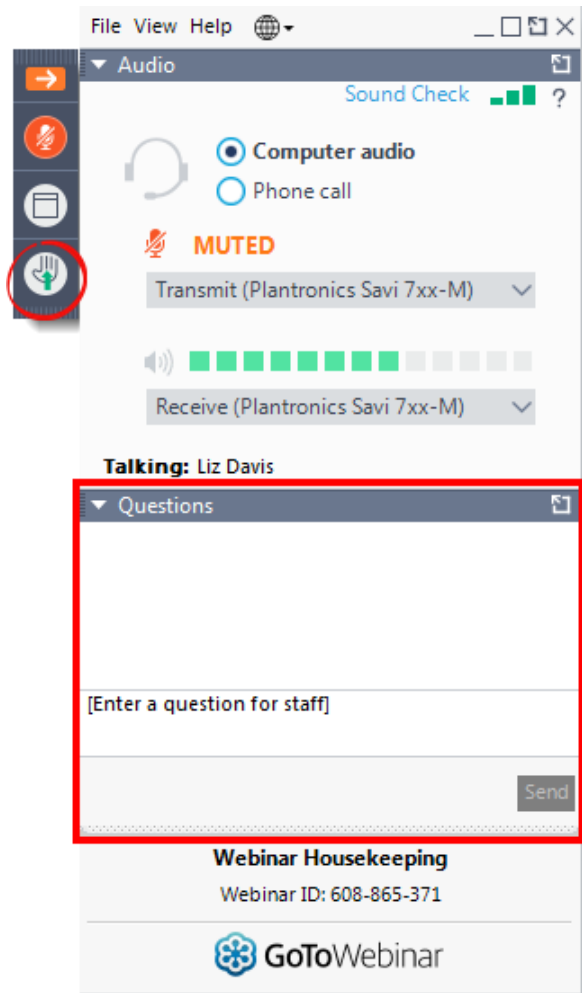 File View Help
Audio
Sound Check ?
Computer audio
Phone call
MUTED
Transmit (Plantronics Savi 7xx-M)
Receive (Plantronics Savi 7xx-M)
Talking: Liz Davis
Questions
[Enter a question for staff]
Send
Webinar Housekeeping
Webinar ID: 608-865-371
GoToWebinar